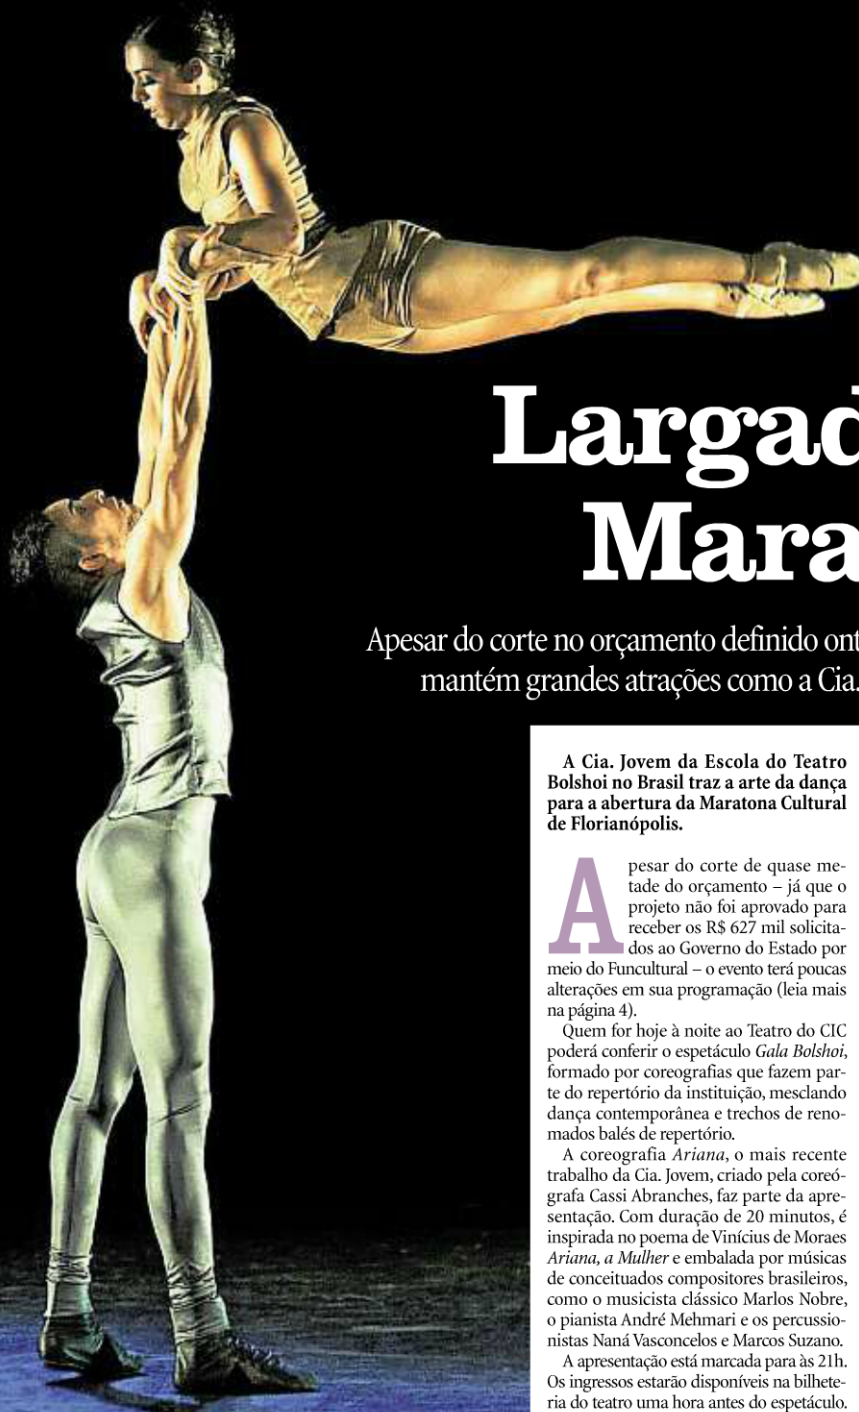 Largad
Mara
Apesar do corte no orçamento definido ont
mantém grandes atrações como a Cia.
A Cia. Jovem da Escola do Teatro
Bolshoi no Brasil traz a arte da dança
para a abertura da Maratona Cultural
de Florianópolis.
Apesar do corte de quase me-
tade do orçamento – já que o
projeto não foi aprovado para
receber os R$ 627 mil solicita-
dos ao Governo do Estado por
meio do Funcultural – o evento terá poucas
alterações em sua programação (leia mais
na página 4).
Quem for hoje à noite ao Teatro do CIC
poderá conferir o espetáculo Gala Bolshoi,
formado por coreografias que fazem par-
te do repertório da instituição, mesclando
dança contemporânea e trechos de reno-
mados balés de repertório.
A coreografia Ariana, o mais recente
trabalho da Cia. Jovem, criado pela coreó-
grafa Cassi Abranches, faz parte da apre-
sentação. Com duração de 20 minutos, é
inspirada no poema de Vinícius de Moraes
Ariana, a Mulher e embalada por músicas
de conceituados compositores brasileiros,
como o musicista clássico Marlos Nobre,
o pianista André Mehmari e os percussio-
nistas Naná Vasconcelos e Marcos Suzano.
A apresentação está marcada para às 21h.
Os ingressos estarão disponíveis na bilhete-
ria do teatro uma hora antes do espetáculo.